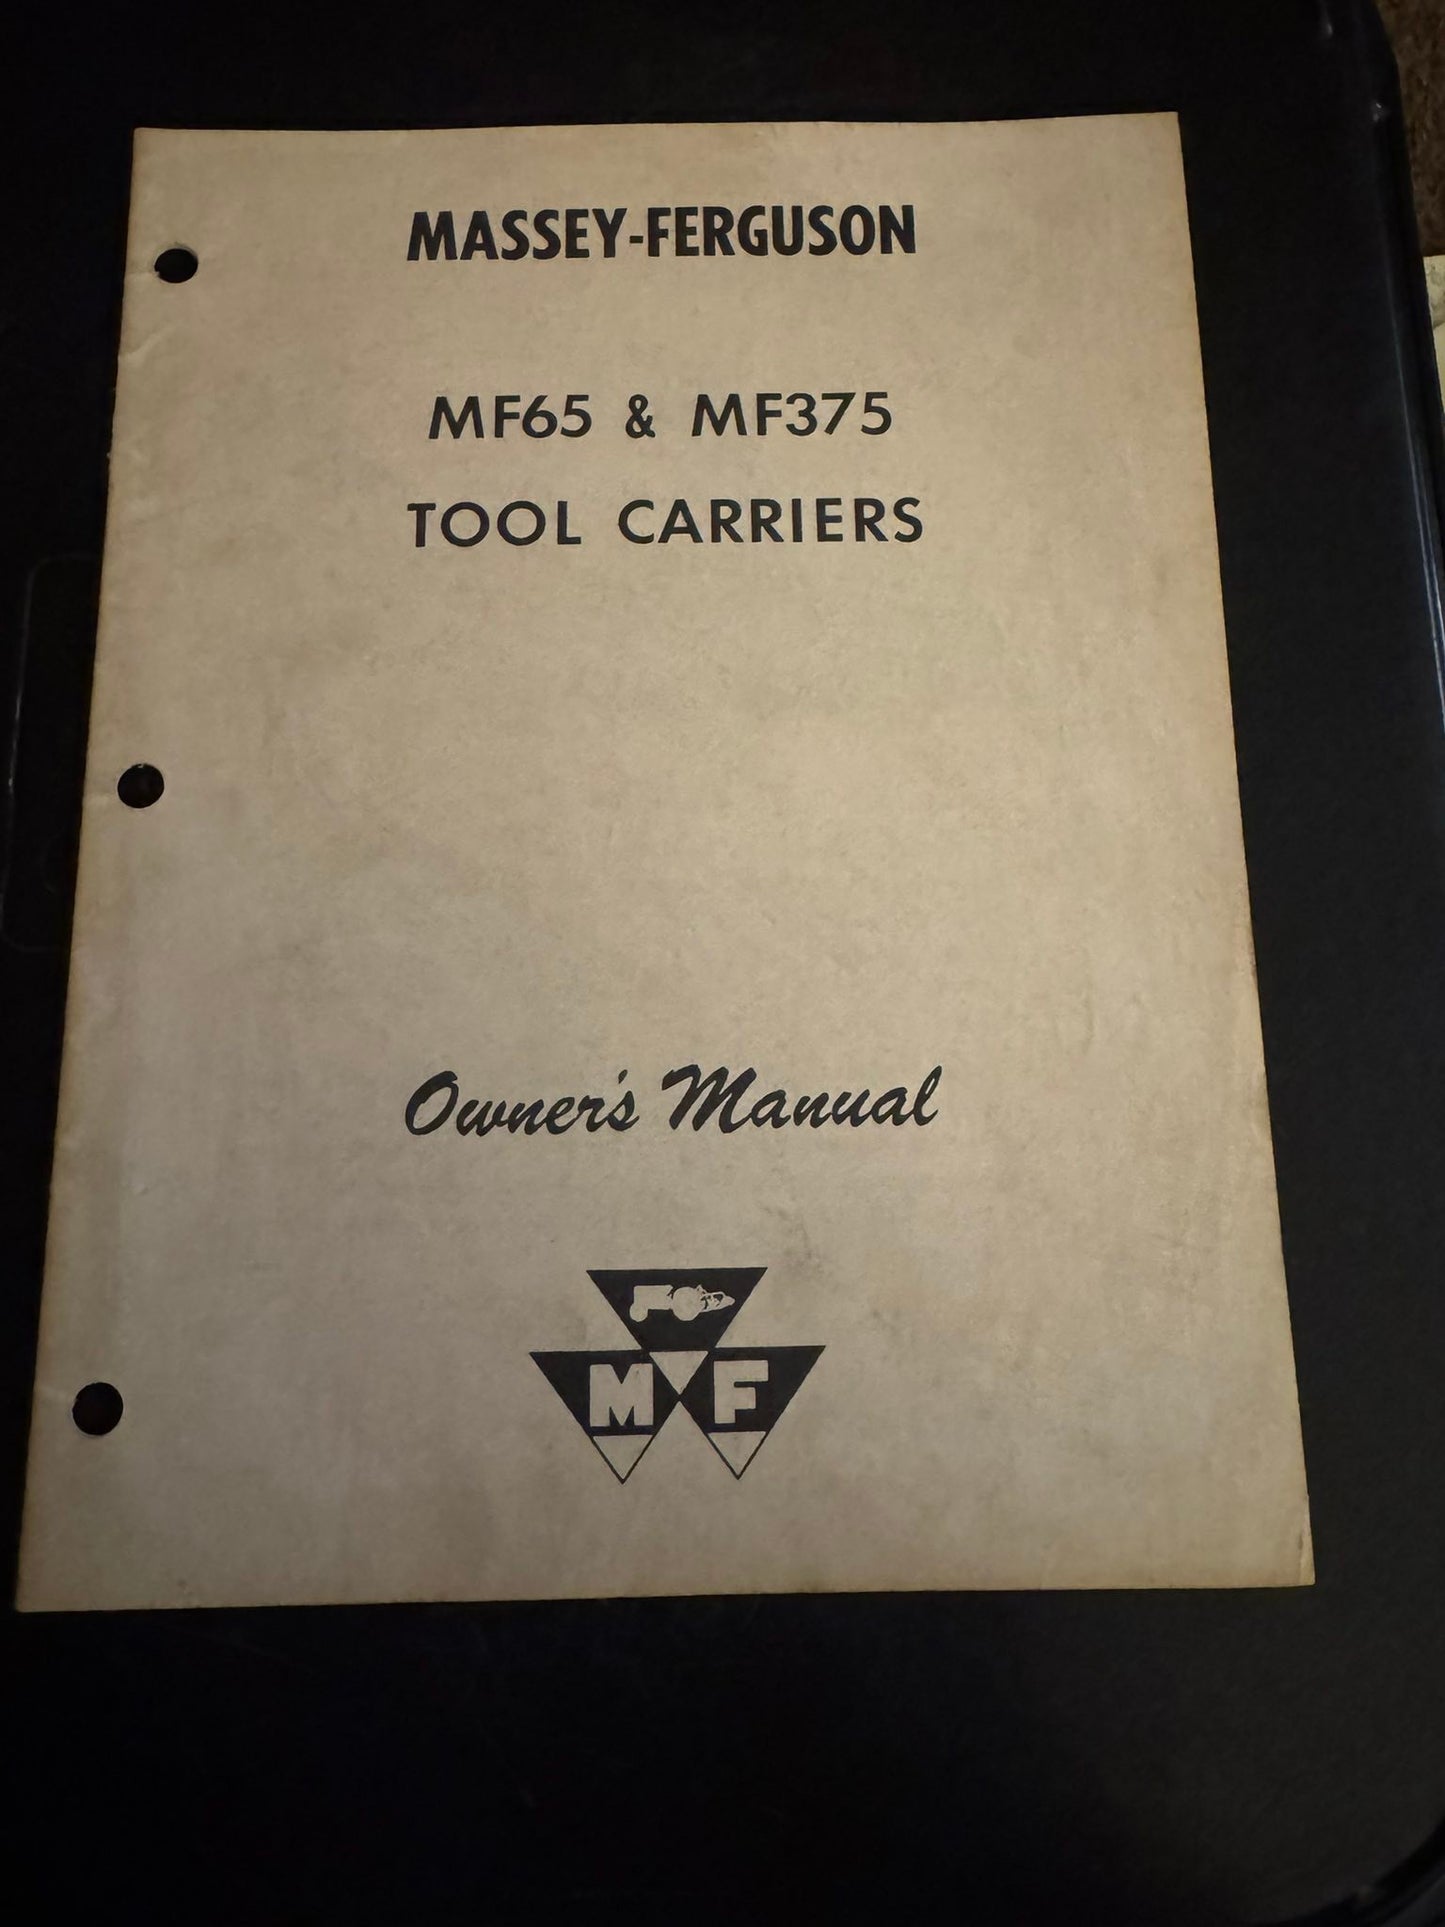 MASSEY-FERGUSON
MF65 & MF375
TOOL CARRIERS
Owner's Manual
M F